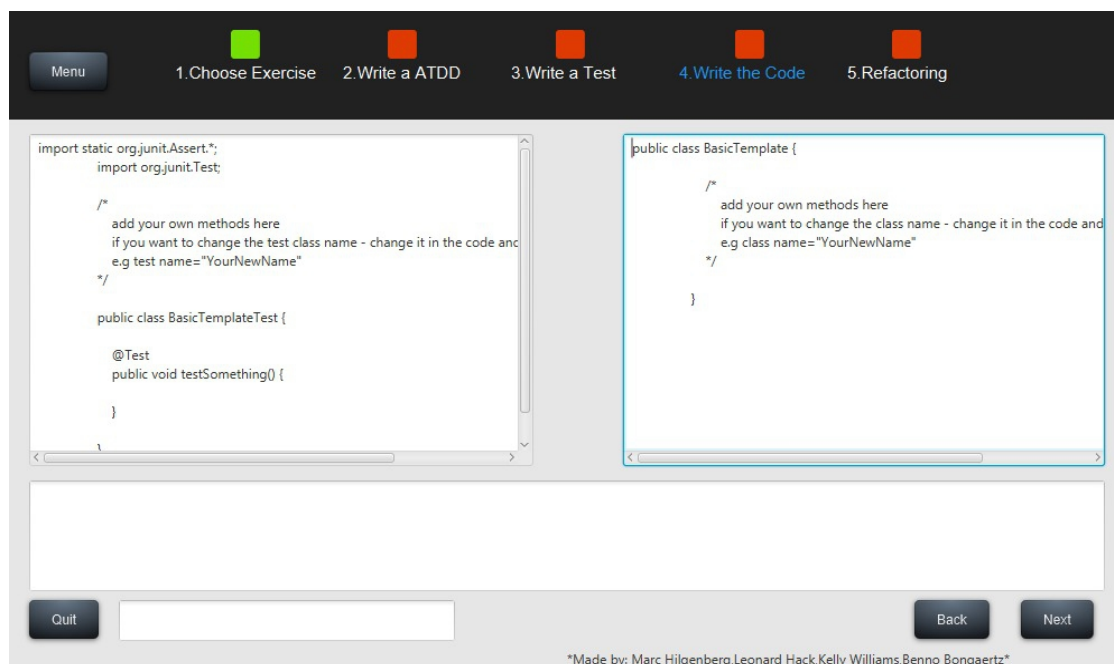 Menu
1.Choose Exercise
2.Write a ATDD
3.Write a Test
4.Write the Code
5.Refactoring
import static org.junit.Assert.*;
import org.junit.Test;
/*
add your own methods here
if you want to change the test class name - change it in the code and
e.g test name="YourNewName"
*/
public class BasicTemplateTest {
@Test
public void testSomething() {
}
}
public class BasicTemplate {
/*
add your own methods here
if you want to change the class name - change it in the code and
e.g class name="YourNewName"
*/
}
Quit
Back
Next
*Made by: Marc Hilgenberg,Leonard Hack,Kelly Williams,Benno Bongaertz*